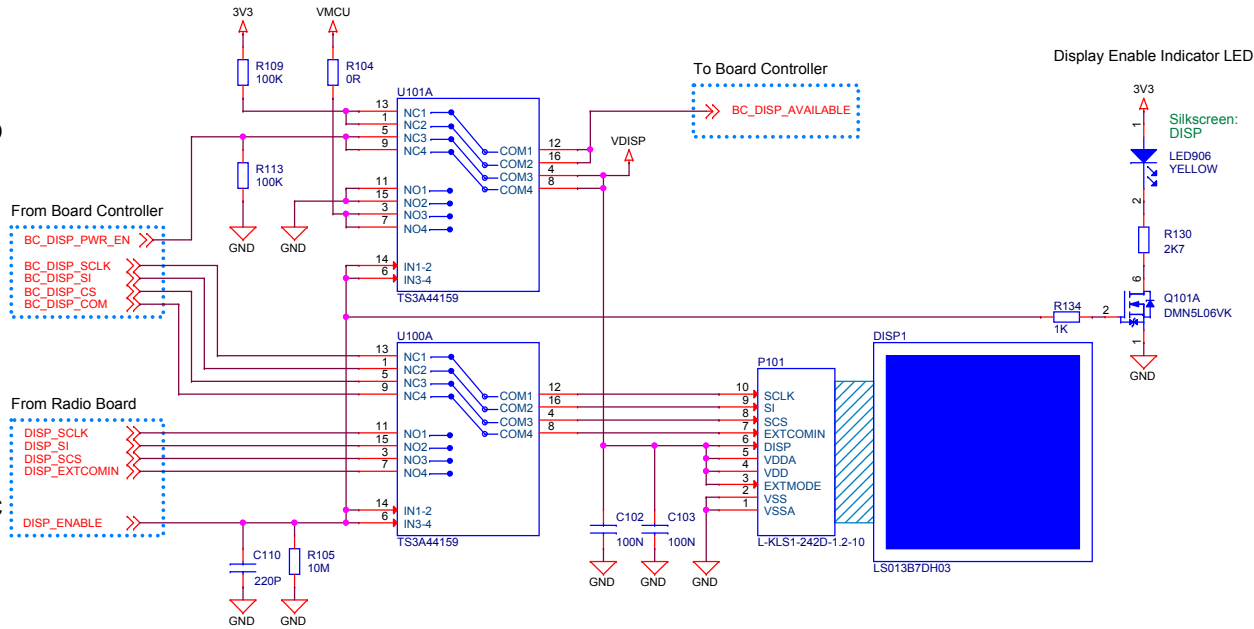 3V3
VMCU
R109
100K
R104
0R
Display Enable Indicator LED
To Board Controller
BC_DISP_AVAILABLE
3V3
Silkscreen:
DISP
1
LED906
YELLOW
2
R130
2K7
6
Q101A
DMN5L06VK
2
1
GND
R134
1K
U101A
13
1
5
9
NC1
NC2
NC3
NC4
COM1
COM2
COM3
COM4
12
16
4
8
VDISP
11
15
3
7
NO1
NO2
NO3
NO4
14
6
IN1-2
IN3-4
TS3A44159
R113
100K
GND
GND
From Board Controller
BC_DISP_PWR_EN
BC_DISP_SCLK
BC_DISP_SI
BC_DISP_CS
BC_DISP_COM
U100A
13
1
5
9
NC1
NC2
NC3
NC4
COM1
COM2
COM3
COM4
12
16
4
8
11
15
3
7
NO1
NO2
NO3
NO4
14
6
IN1-2
IN3-4
TS3A44159
From Radio Board
DISP_SCLK
DISP_SI
DISP_SCS
DISP_EXTCOMIN
DISP_ENABLE
C110
220P
R105
10M
GND
GND
C102
100N
C103
100N
GND
GND
GND
P101
10
9
8
7
6
5
4
3
2
1
SCLK
SI
SCS
EXTCOMIN
DISP
VDDA
VDD
EXTMODE
VSS
VSSA
L-KLS1-242D-1.2-10
DISP1
LS013B7DH03